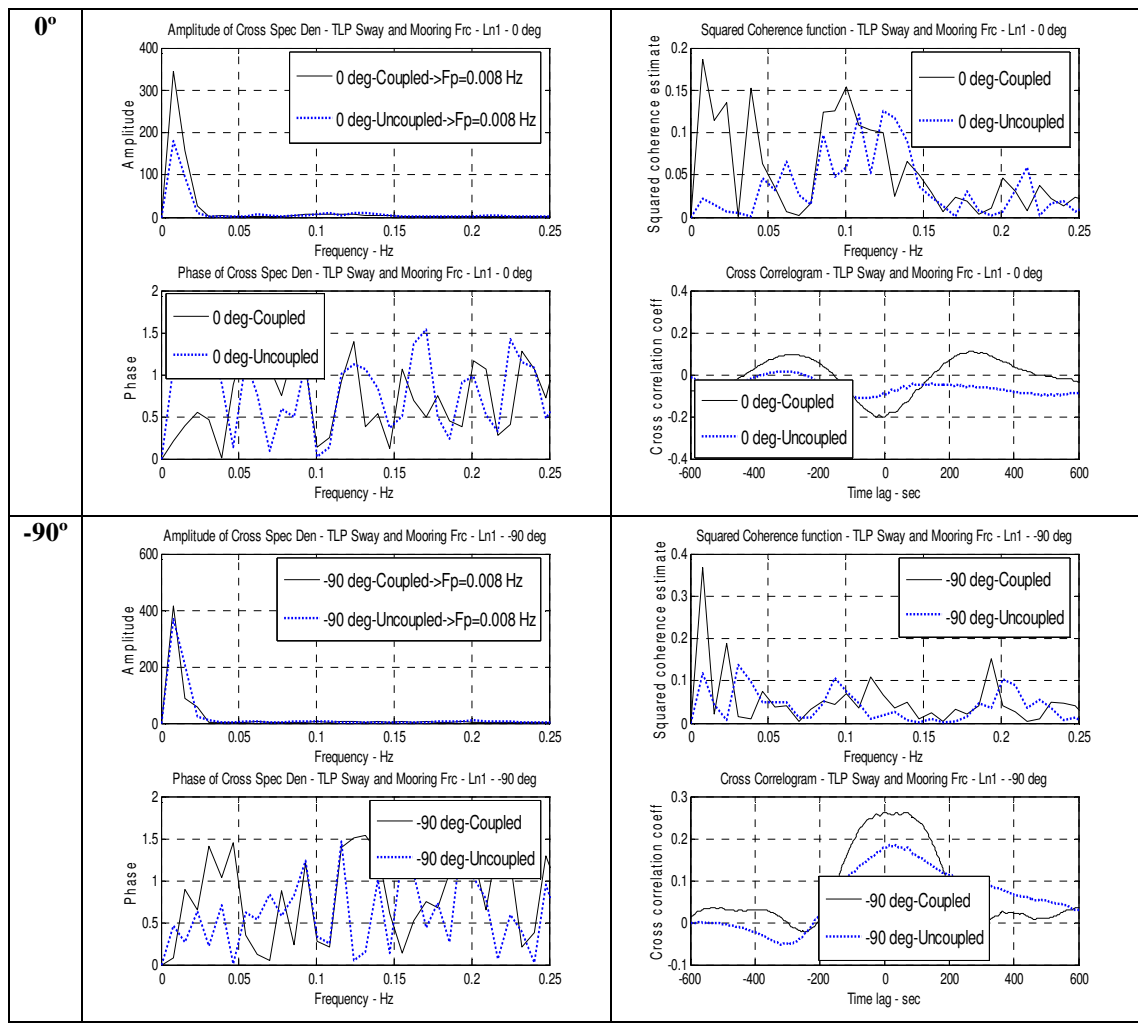 0º
Amplitude of Cross Spec Den - TLP Sway and Mooring Frc - Ln1 - 0 deg
400
300
200
100
0
Amplitude
0 deg-Coupled->Fp=0.008 Hz
0 deg-Uncoupled->Fp=0.008 Hz
0 0.05 0.1 0.15 0.2 0.25
Frequency - Hz
Squared Coherence function - TLP Sway and Mooring Frc - Ln1 - 0 deg
0.2
0.15
0.1
0.05
0
Squared coherence estimate
0 deg-Coupled
0 deg-Uncoupled
0 0.05 0.1 0.15 0.2 0.25
Frequency - Hz
Phase of Cross Spec Den - TLP Sway and Mooring Frc - Ln1 - 0 deg
2
1.5
1
0.5
0
Phase
0 deg-Coupled
0 deg-Uncoupled
0 0.05 0.1 0.15 0.2 0.25
Frequency - Hz
Cross Correlogram - TLP Sway and Mooring Frc - Ln1 - 0 deg
0.4
0.2
0
-0.2
-0.4
Cross correlation coeff
0 deg-Coupled
0 deg-Uncoupled
-600 -400 -200 0 200 400 600
Time lag - sec
-90º
Amplitude of Cross Spec Den - TLP Sway and Mooring Frc - Ln1 - -90 deg
600
400
200
0
Amplitude
-90 deg-Coupled->Fp=0.008 Hz
-90 deg-Uncoupled->Fp=0.008 Hz
0 0.05 0.1 0.15 0.2 0.25
Frequency - Hz
Squared Coherence function - TLP Sway and Mooring Frc - Ln1 - -90 deg
0.4
0.3
0.2
0.1
0
Squared coherence estimate
-90 deg-Coupled
-90 deg-Uncoupled
0 0.05 0.1 0.15 0.2 0.25
Frequency - Hz
Phase of Cross Spec Den - TLP Sway and Mooring Frc - Ln1 - -90 deg
2
1.5
1
0.5
0
Phase
-90 deg-Coupled
-90 deg-Uncoupled
0 0.05 0.1 0.15 0.2 0.25
Frequency - Hz
Cross Correlogram - TLP Sway and Mooring Frc - Ln1 - -90 deg
0.3
0.2
0.1
0
-0.1
Cross correlation coeff
-90 deg-Coupled
-90 deg-Uncoupled
-600 -400 -200 0 200 400 600
Time lag - sec